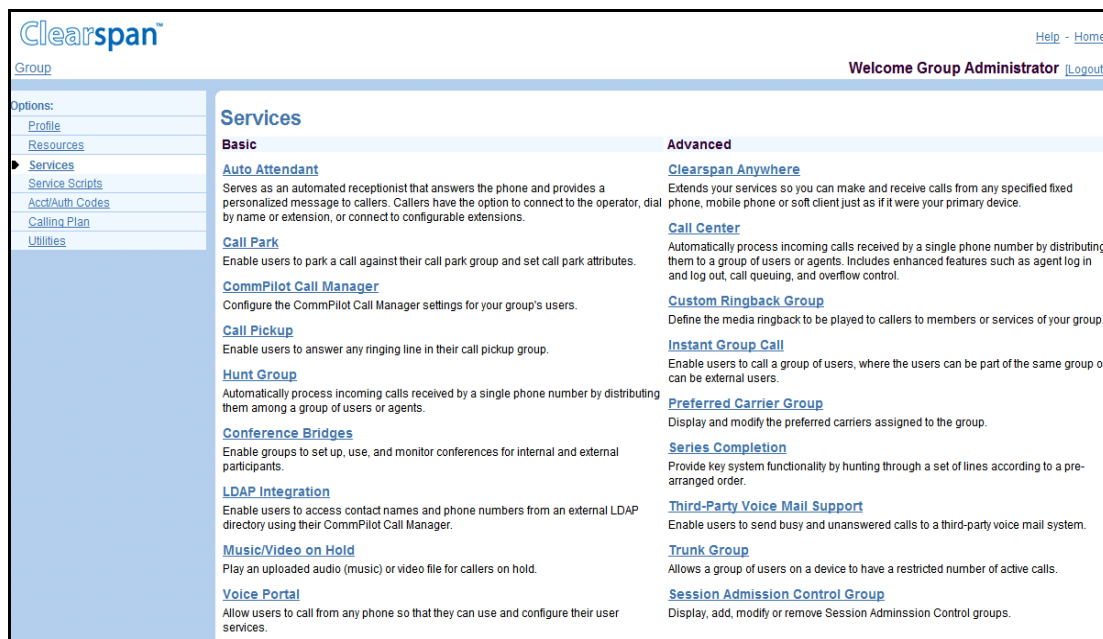 Clearspan™
Help - Home
Group
Welcome Group Administrator [Logout
Options:
Profile
Resources
Services
Service Scripts
Acct/Auth Codes
Calling Plan
Utilities
Services
Basic
Auto Attendant
Serves as an automated receptionist that answers the phone and provides a
personalized message to callers. Callers have the option to connect to the operator, dial
by name or extension, or connect to configurable extensions.
Call Park
Enable users to park a call against their call park group and set call park attributes.
CommPilot Call Manager
Configure the CommPilot Call Manager settings for your group's users.
Call Pickup
Enable users to answer any ringing line in their call pickup group.
Hunt Group
Automatically process incoming calls received by a single phone number by distributing
them among a group of users or agents.
Conference Bridges
Enable groups to set up, use, and monitor conferences for internal and external
participants.
LDAP Integration
Enable users to access contact names and phone numbers from an external LDAP
directory using their CommPilot Call Manager.
Music/Video on Hold
Play an uploaded audio (music) or video file for callers on hold.
Voice Portal
Allow users to call from any phone so that they can use and configure their user
services.
Advanced
Clearspan Anywhere
Extends your services so you can make and receive calls from any specified fixed
phone, mobile phone or soft client just as if it were your primary device.
Call Center
Automatically process incoming calls received by a single phone number by distributing
them to a group of users or agents. Includes enhanced features such as agent log in
and log out, call queuing, and overflow control.
Custom Ringback Group
Define the media ringback to be played to callers to members or services of your group.
Instant Group Call
Enable users to call a group of users, where the users can be part of the same group o
can be external users.
Preferred Carrier Group
Display and modify the preferred carriers assigned to the group.
Series Completion
Provide key system functionality by hunting through a set of lines according to a pre-
arranged order.
Third-Party Voice Mail Support
Enable users to send busy and unanswered calls to a third-party voice mail system.
Trunk Group
Allows a group of users on a device to have a restricted number of active calls.
Session Admission Control Group
Display, add, modify or remove Session Adminssion Control groups.